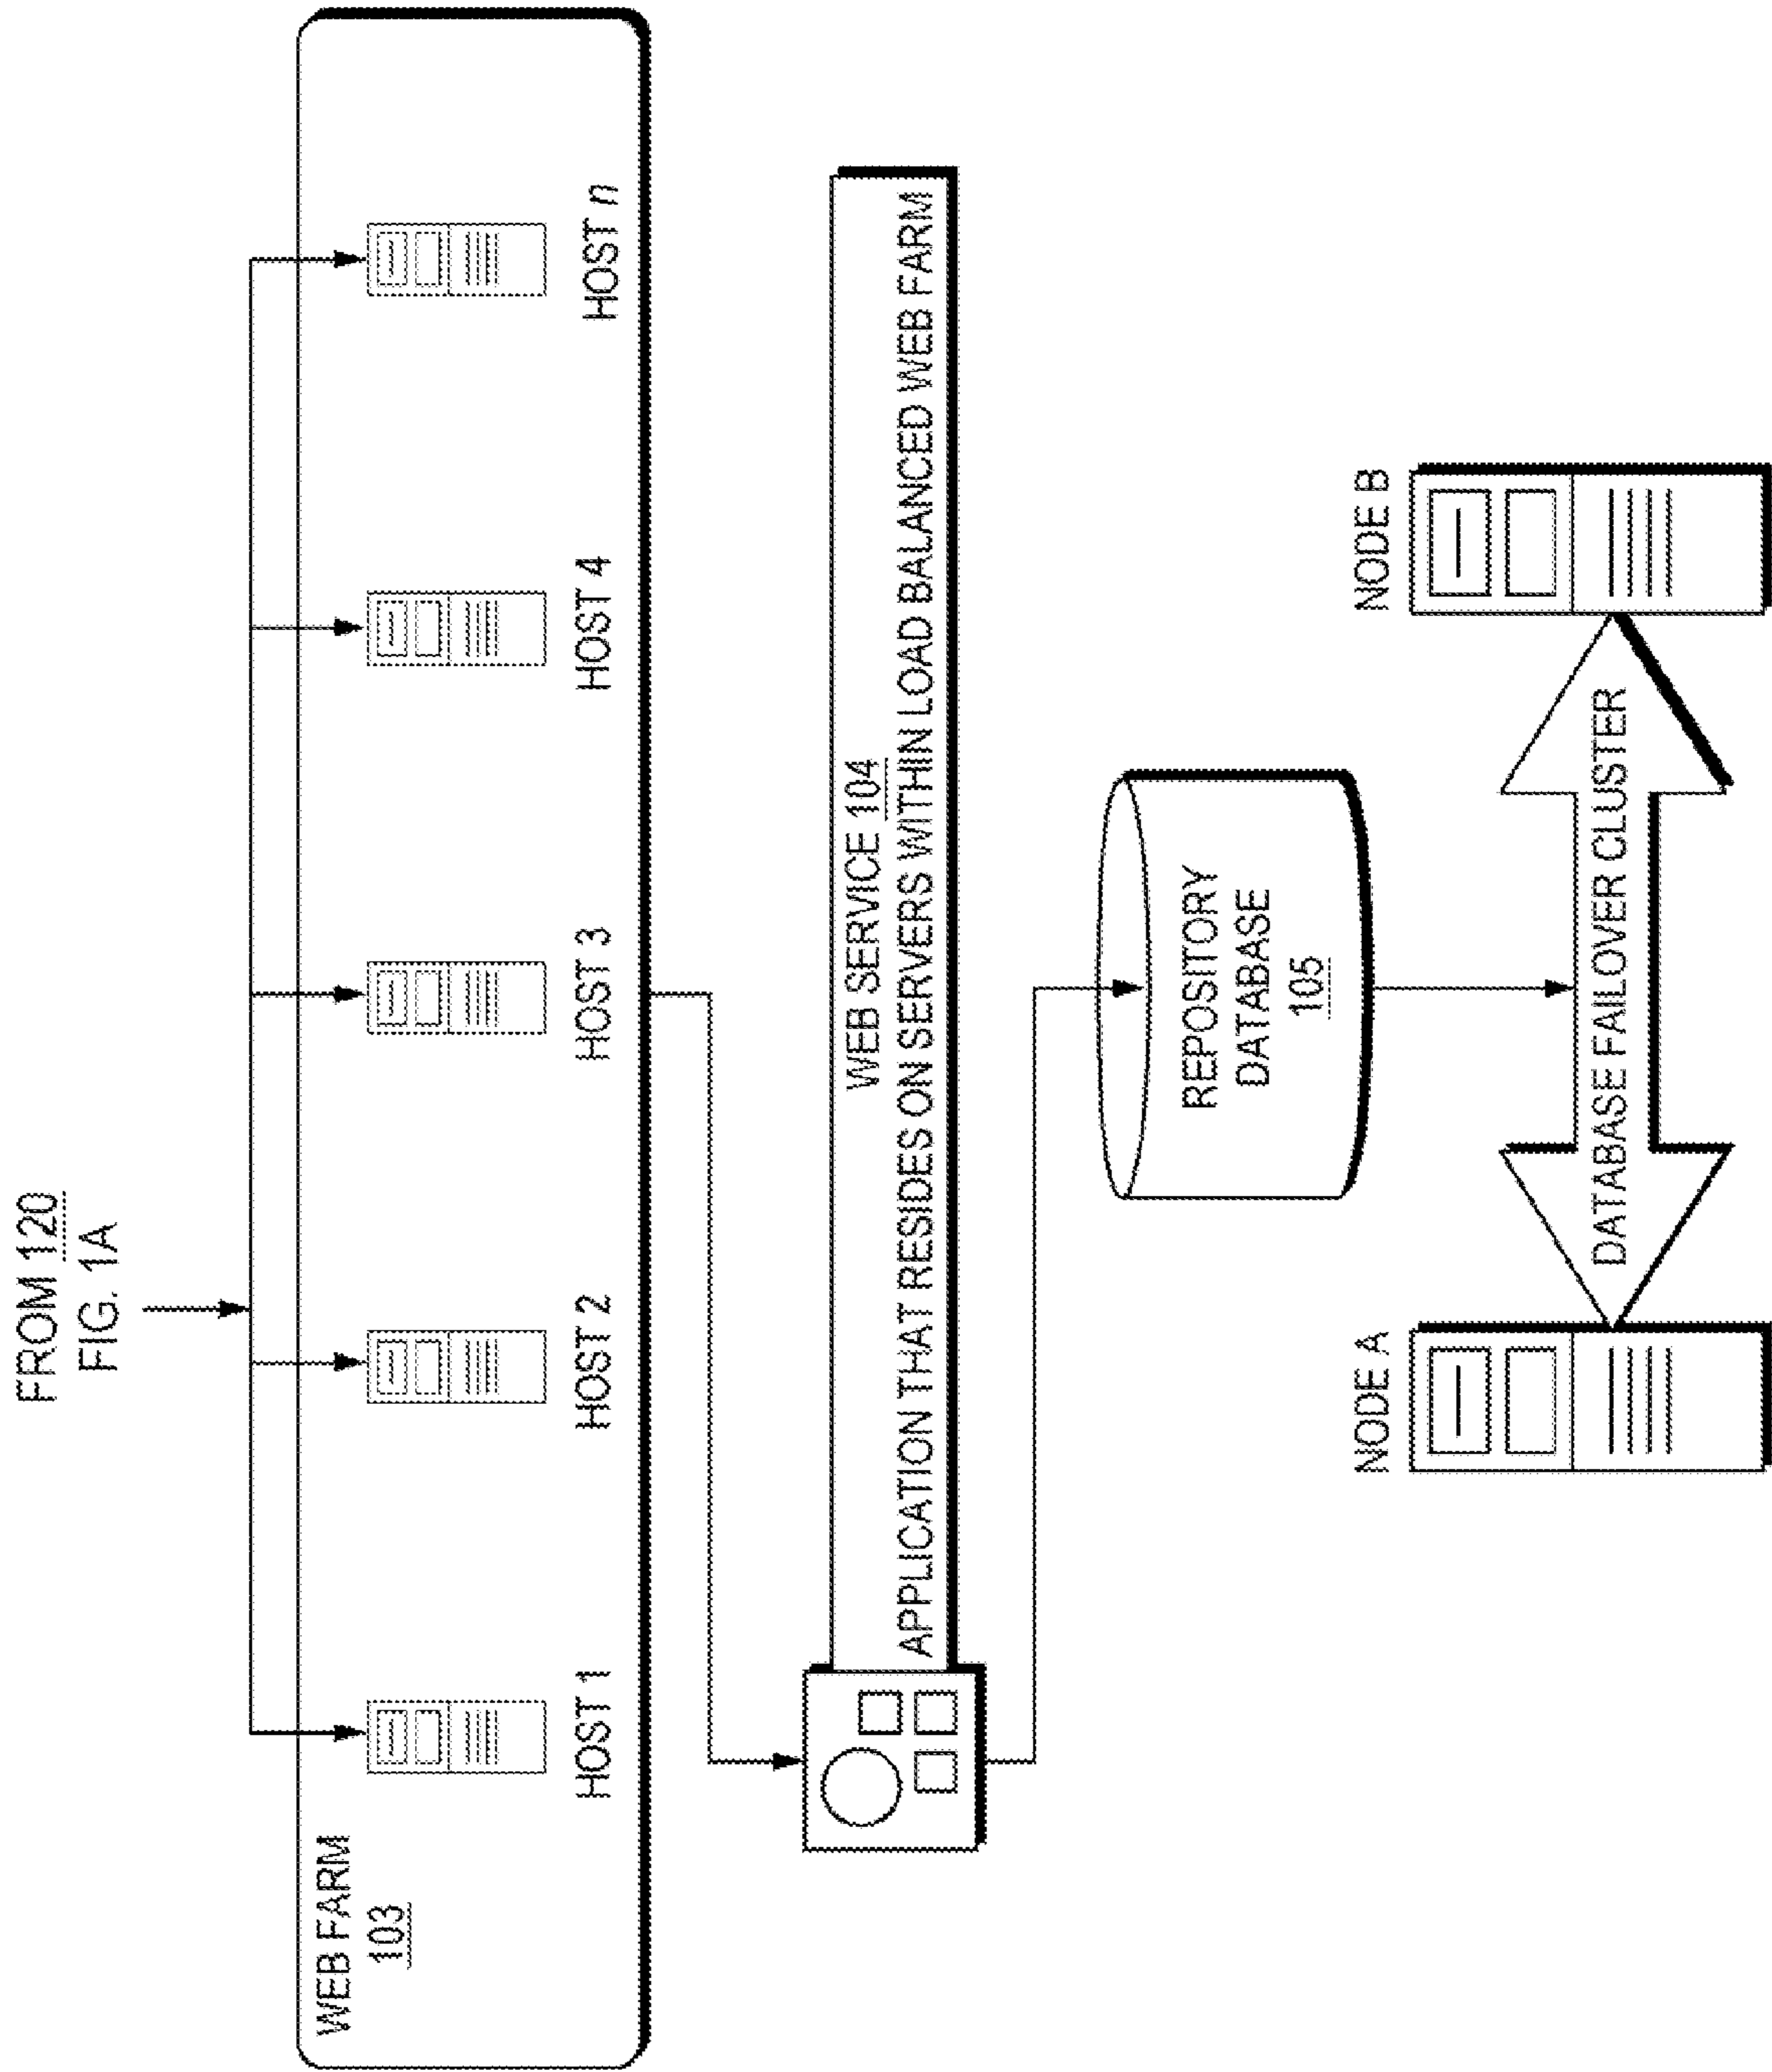 FROM 120
FIG. 1A
WEB FARM
103
HOST 1
HOST 2
HOST 3
HOST 4
HOST n
WEB SERVICE 104
APPLICATION THAT RESIDES ON SERVERS WITHIN LOAD BALANCED WEB FARM
REPOSITORY
DATABASE
105
NODE A
NODE B
DATABASE FAILOVER CLUSTER